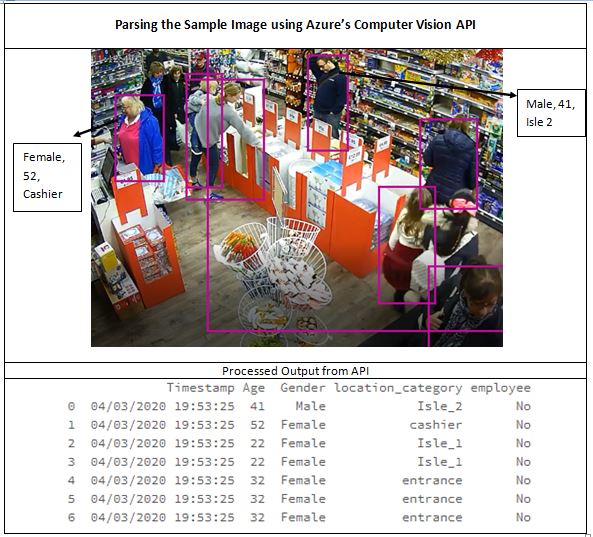 Parsing the Sample Image using Azure's Computer Vision API
Male, 41,
Isle 2
Female,
52,
Cashier
Processed Output from API
Timestamp Age Gender location_category employee
0 04/03/2020 19:53:25 41 Male Isle_2 No
1 04/03/2020 19:53:25 52 Female cashier No
2 04/03/2020 19:53:25 22 Female Isle_1 No
3 04/03/2020 19:53:25 22 Female Isle_1 No
4 04/03/2020 19:53:25 32 Female entrance No
5 04/03/2020 19:53:25 32 Female entrance No
6 04/03/2020 19:53:25 32 Female entrance No